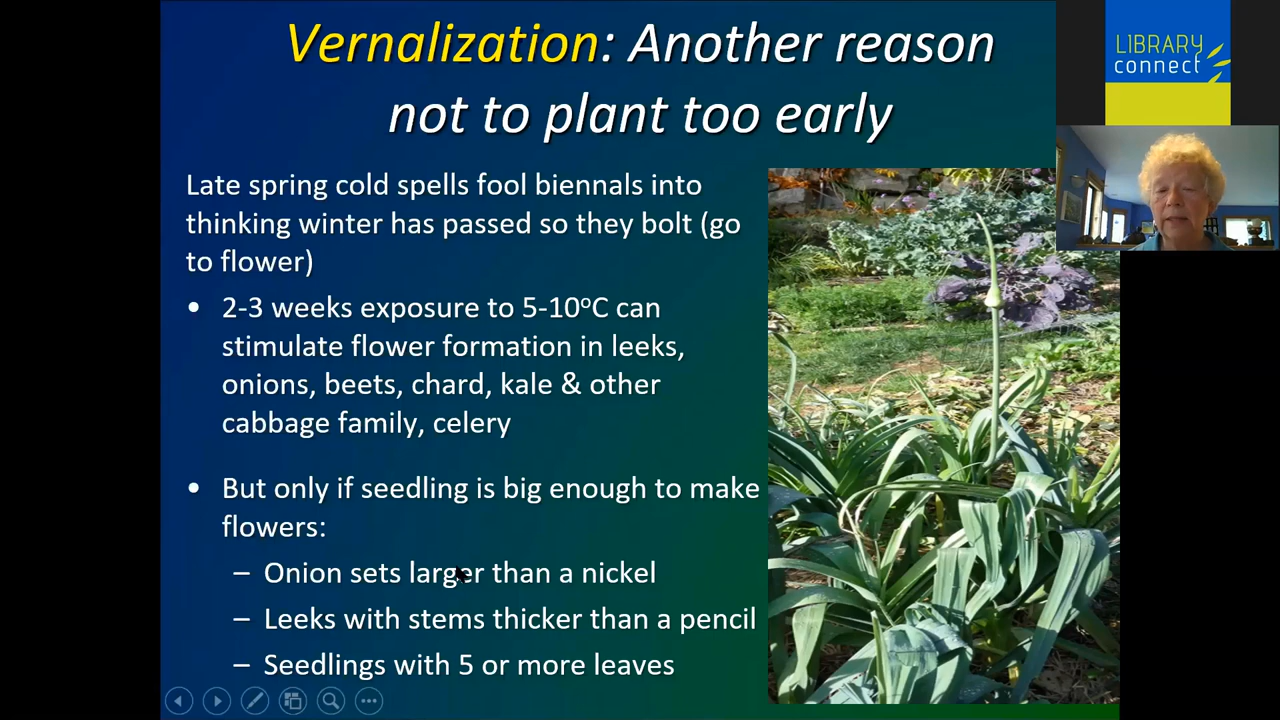 Vernalization: Another reason
not to plant too early
LIBRARY
connect
Late spring cold spells fool biennals into
thinking winter has passed so they bolt (go
to flower)
• 2-3 weeks exposure to 5-10ºC can
stimulate flower formation in leeks,
onions, beets, chard, kale & other
cabbage family, celery
• But only if seedling is big enough to make
flowers:
– Onion sets larger than a nickel
– Leeks with stems thicker than a pencil
– Seedlings with 5 or more leaves